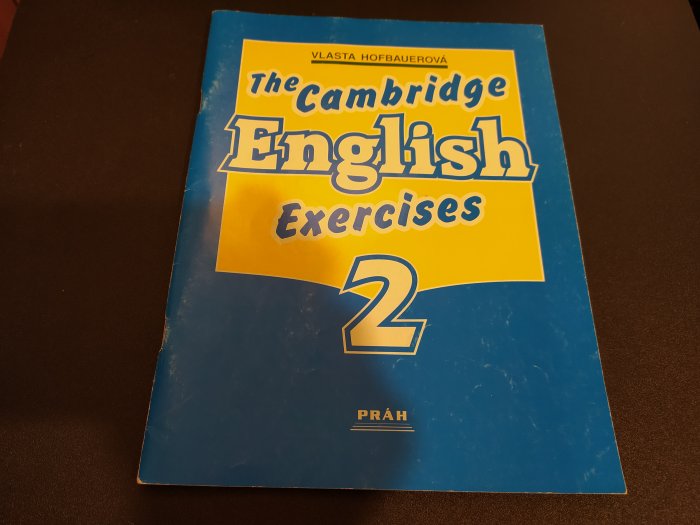 VLASTA HOFBAUEROVÁ
The Cambridge
English
Exercises
2
PRÁH